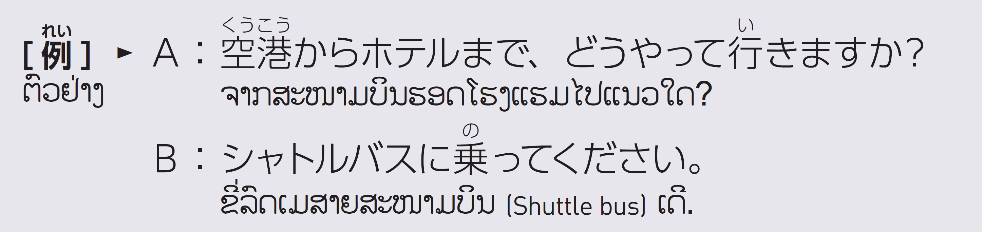 [例] ► A：空港からホテルまで、どうやって行きますか?
れい くうこう い
ຕົວຢ່າງ ຈາກສະໜາມບິນຮອດໂຮງແຮມໄປແນວໃດ?
B：シャトルバスに乗ってください。
の
ຂີ່ລົດເມສາຍສະໜາມບິນ (Shuttle bus) ເດີ.